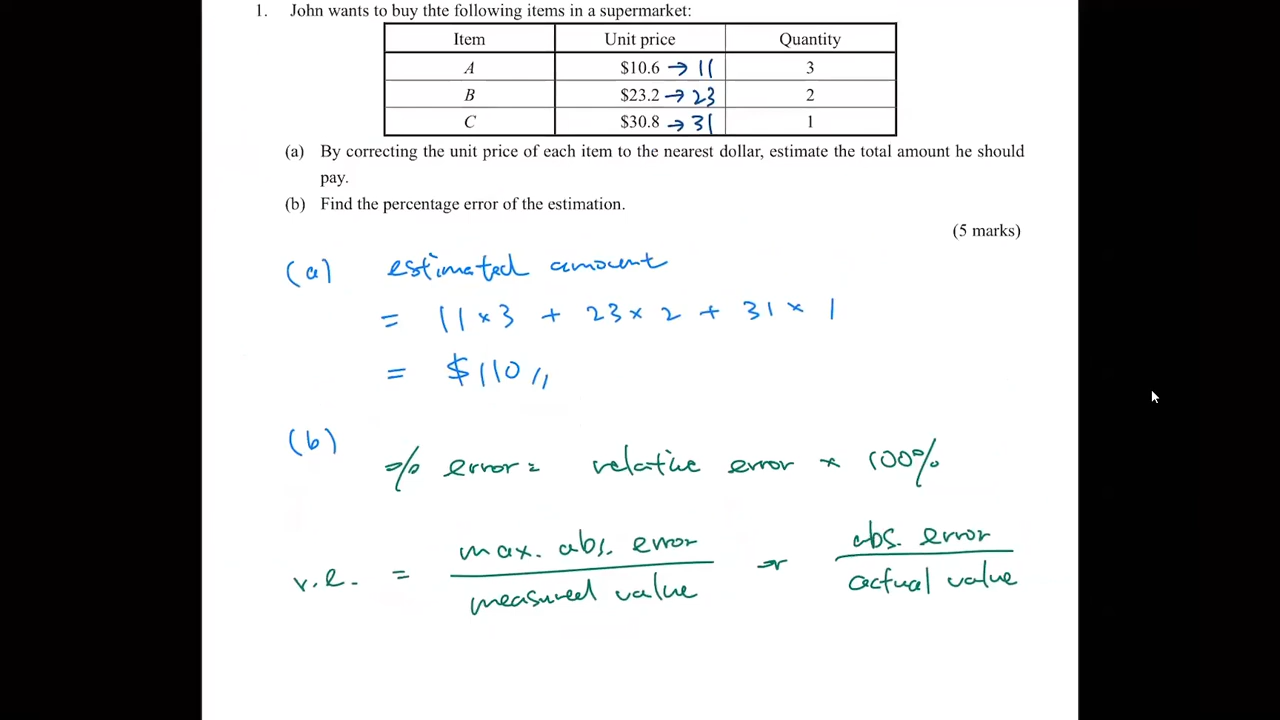 1. John wants to buy thte following items in a supermarket:
Item Unit price Quantity
A $10.6 → 11 3
B $23.2 → 23 2
C $30.8 → 31 1
(a) By correcting the unit price of each item to the nearest dollar, estimate the total amount he should
pay.
(b) Find the percentage error of the estimation.
(5 marks)
(a) estimated amount
= 11 × 3 + 23 × 2 + 31 × 1
= $110 //
(b)
% error = relative error × 100%
r.e. = max. abs. error / measured value or abs. error / actual value